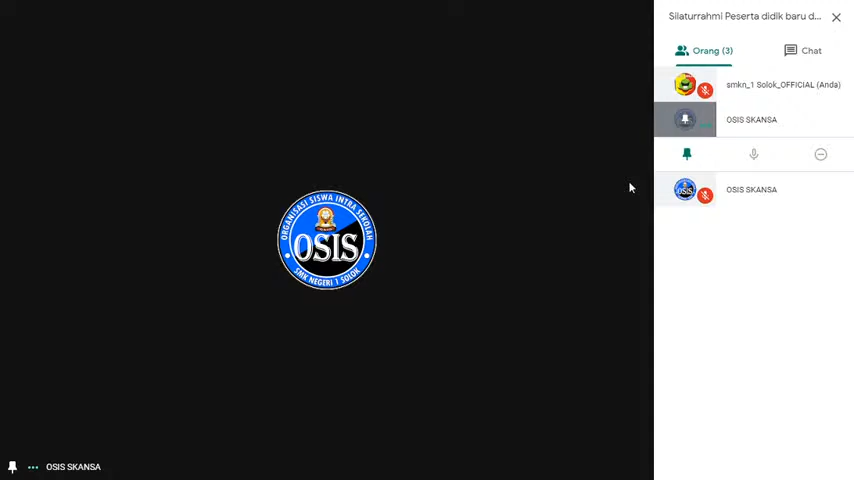 Silaturrahmi Peserta didik baru d...
Orang (3)
Chat
smkn_1 Solok_OFFICIAL (Anda)
OSIS SKANSA
OSIS SKANSA
ORGANISASI SISWA INTRA SEKOLAH
OSIS
SMK NEGERI 1 SOLOK
OSIS SKANSA